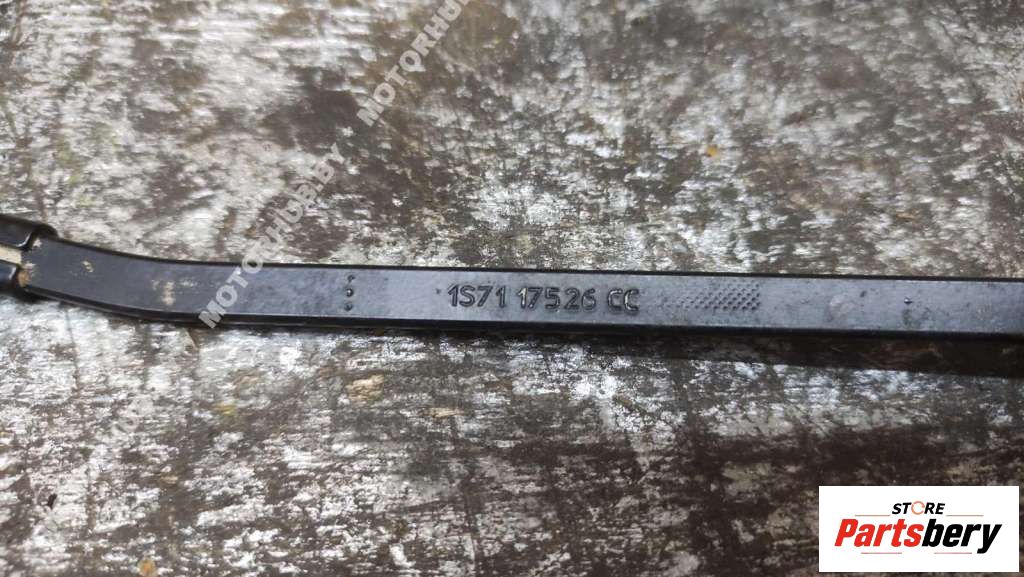 MOTORHUB.BY
MOTORHUB.BY
1S71 17526 CC
STORE
Partsbery